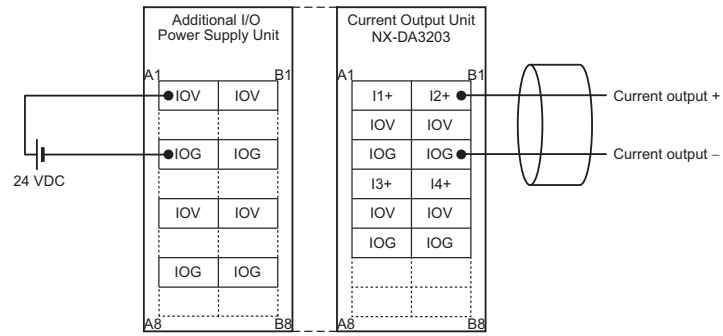 Additional I/O
Power Supply Unit
Current Output Unit
NX-DA3203
A1 B1 A1 B1
IOV IOV I1+ I2+ Current output +
IOV IOV
IOG IOG IOG IOG Current output –
24 VDC
I3+ I4+
IOV IOV IOV IOV
IOG IOG
IOG IOG
A8 B8 A8 B8